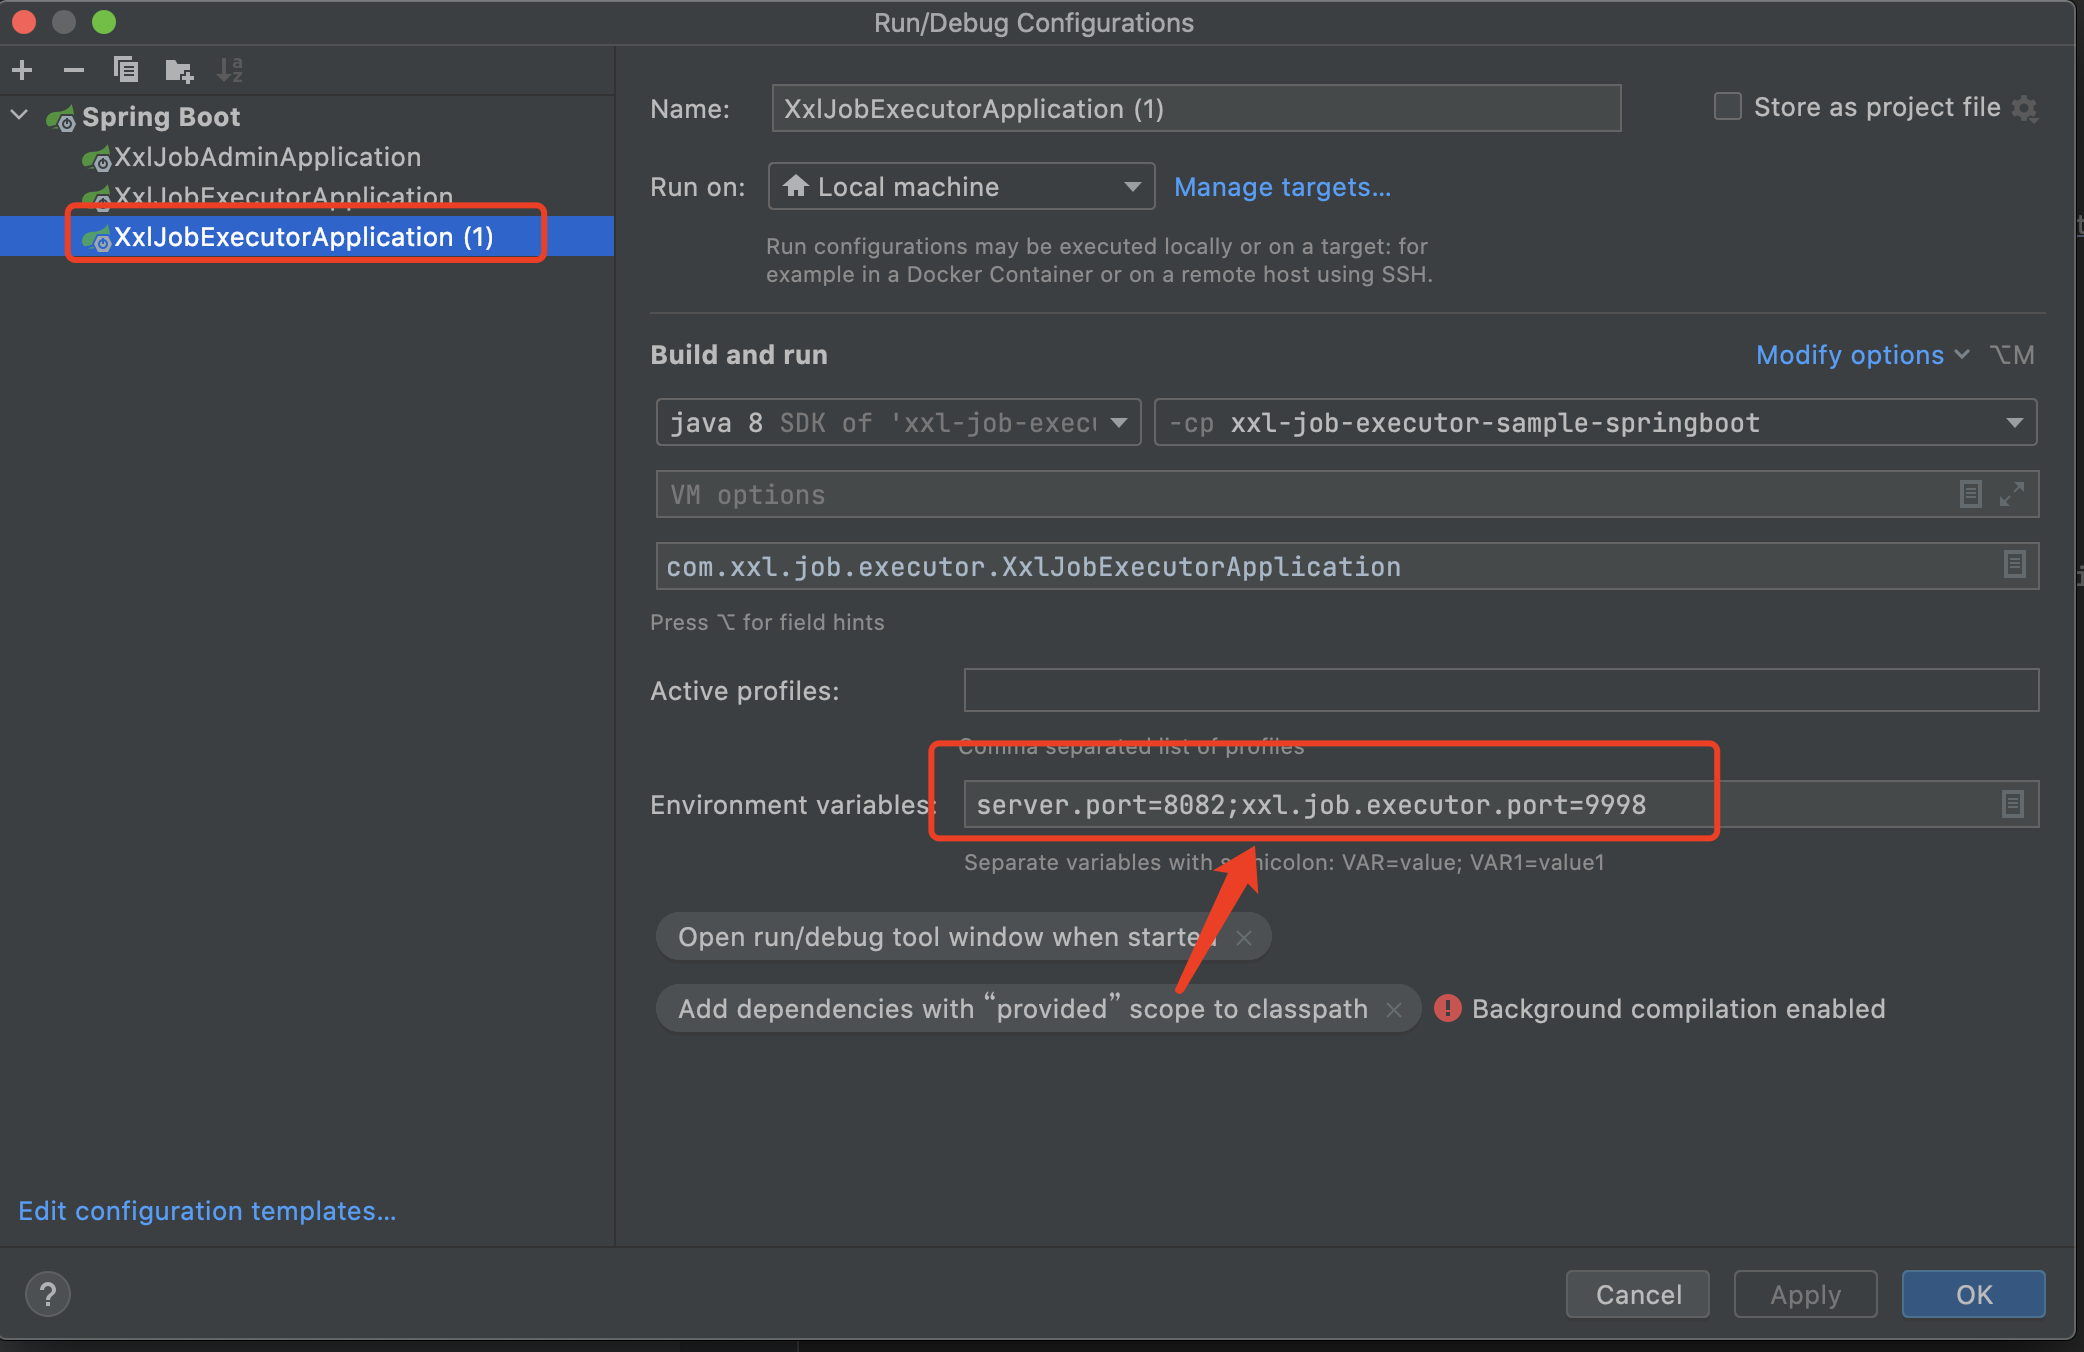 Run/Debug Configurations
Spring Boot
XxlJobAdminApplication
XxlJobExecutorApplication
XxlJobExecutorApplication (1)
Edit configuration templates...
Name: XxlJobExecutorApplication (1)
Store as project file
Run on: Local machine Manage targets...
Run configurations may be executed locally or on a target: for
example in a Docker Container or on a remote host using SSH.
Build and run
Modify options ⌥M
java 8 SDK of 'xxl-job-execu
-cp xxl-job-executor-sample-springboot
VM options
com.xxl.job.executor.XxlJobExecutorApplication
Press ⌥ for field hints
Active profiles:
Comma separated list of profiles
Environment variables: server.port=8082;xxl.job.executor.port=9998
Separate variables with semicolon: VAR=value; VAR1=value1
Open run/debug tool window when started ×
Add dependencies with “provided” scope to classpath ×
Background compilation enabled
? Cancel Apply OK